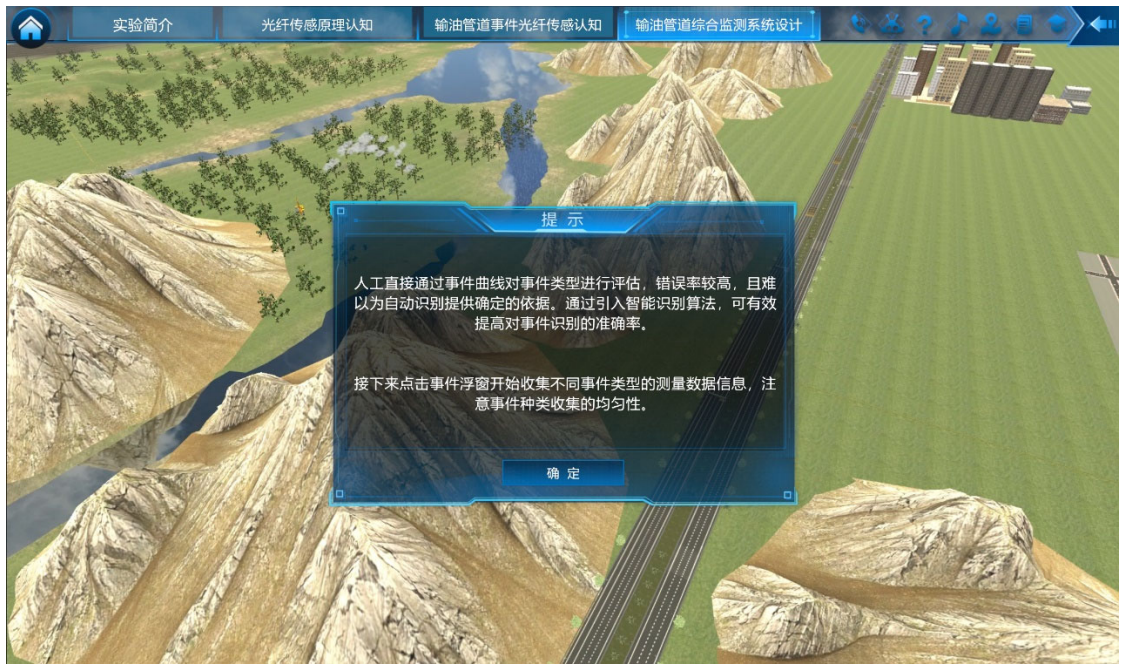 实验简介
光纤传感原理认知
输油管道事件光纤传感认知
输油管道综合监测系统设计
提示
人工直接通过事件曲线对事件类型进行评估，错误率较高，且难
以为自动识别提供确定的依据。通过引入智能识别算法，可有效
提高对事件识别的准确率。
接下来点击事件浮窗开始收集不同事件类型的测量数据信息，注
意事件种类收集的均匀性。
确定